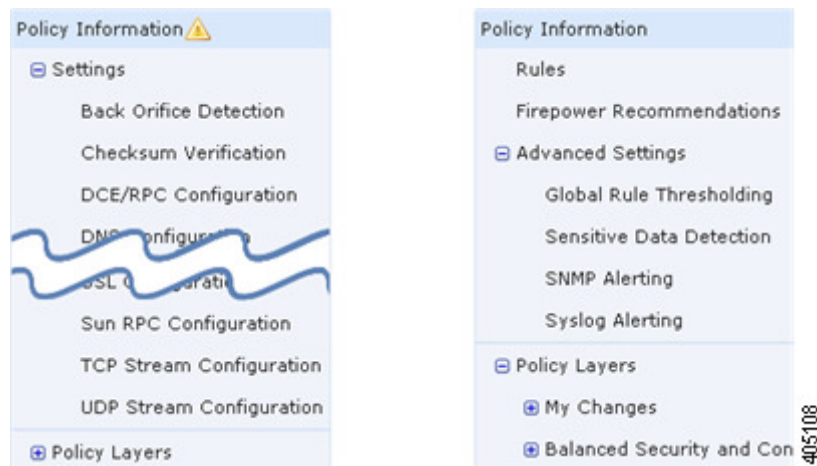 Policy Information
Settings
Back Orifice Detection
Checksum Verification
DCE/RPC Configuration
DNS
Sun RPC Configuration
TCP Stream Configuration
UDP Stream Configuration
Policy Layers
Policy Information
Rules
Firepower Recommendations
Advanced Settings
Global Rule Thresholding
Sensitive Data Detection
SNMP Alerting
Syslog Alerting
Policy Layers
My Changes
Balanced Security and Con
405108